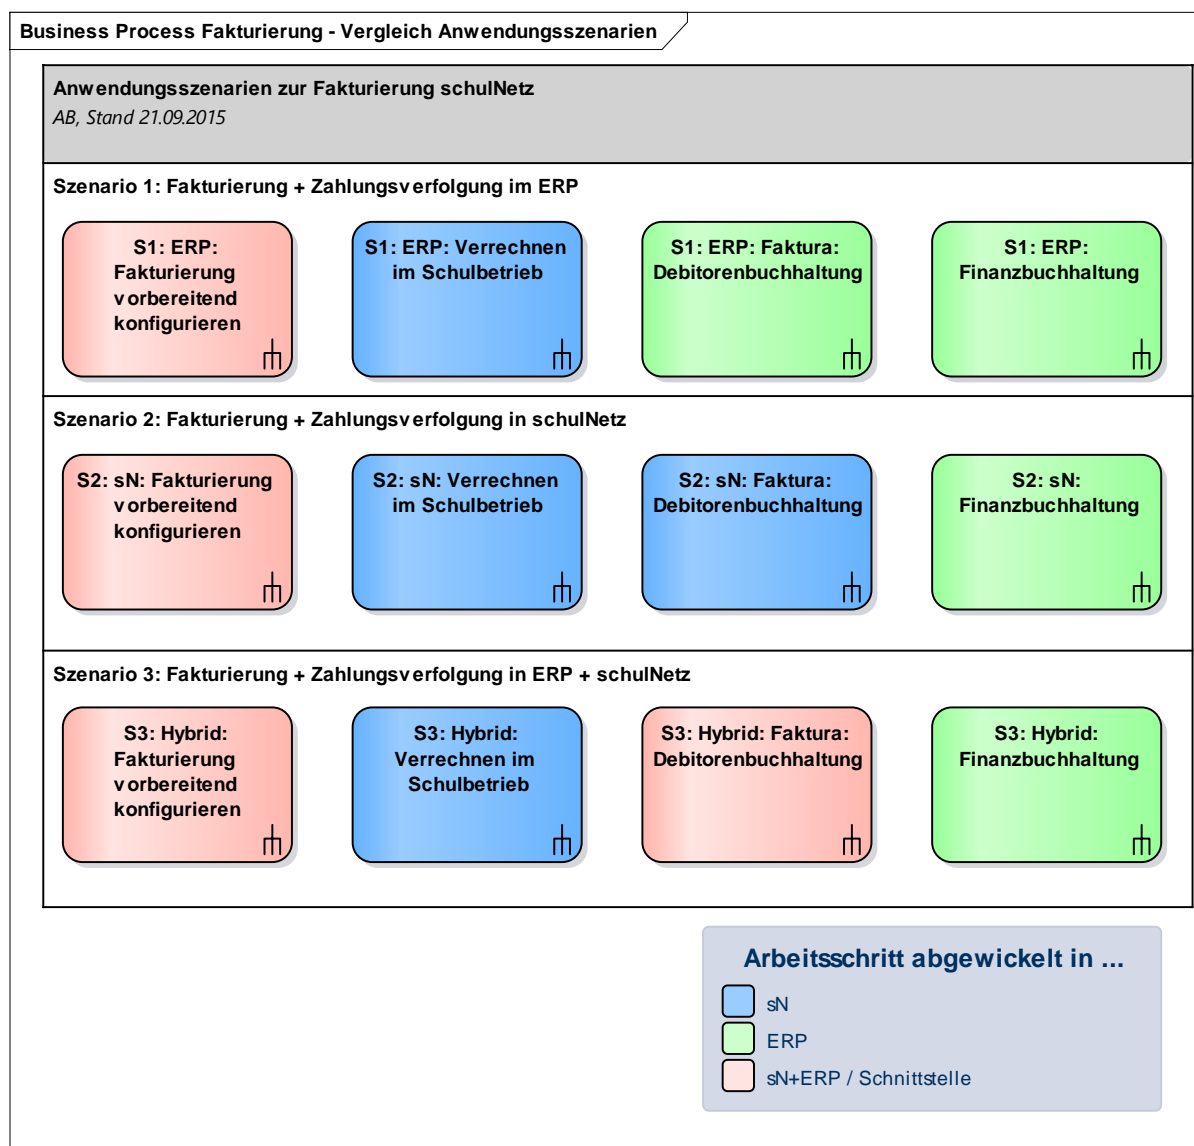 Business Process Fakturierung - Vergleich Anwendungsszenarien
Anwendungsszenarien zur Fakturierung schulNetz
AB, Stand 21.09.2015
Szenario 1: Fakturierung + Zahlungsverfolgung im ERP
S1: ERP:
Fakturierung
vorbereitend
konfigurieren
S1: ERP: Verrechnen
im Schulbetrieb
S1: ERP: Faktura:
Debitorenbuchhaltung
S1: ERP:
Finanzbuchhaltung
Szenario 2: Fakturierung + Zahlungsverfolgung in schulNetz
S2: sN: Fakturierung
vorbereitend
konfigurieren
S2: sN: Verrechnen
im Schulbetrieb
S2: sN: Faktura:
Debitorenbuchhaltung
S2: sN:
Finanzbuchhaltung
Szenario 3: Fakturierung + Zahlungsverfolgung in ERP + schulNetz
S3: Hybrid:
Fakturierung
vorbereitend
konfigurieren
S3: Hybrid:
Verrechnen im
Schulbetrieb
S3: Hybrid: Faktura:
Debitorenbuchhaltung
S3: Hybrid:
Finanzbuchhaltung
Arbeitsschritt abgewickelt in ...
sN
ERP
sN+ERP / Schnittstelle